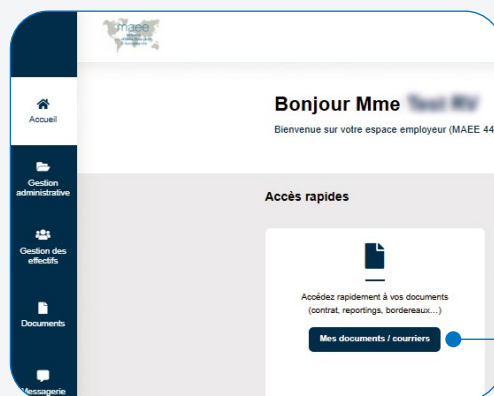 maee
Bonjour Mme
Bienvenue sur votre espace employeur (MAEE 44
Accueil
Gestion
administrative
Gestion des
effectifs
Documents
Messagerie
Accès rapides
Accédez rapidement à vos documents
(contrat, reportings, bordereaux...)
Mes documents / courriers